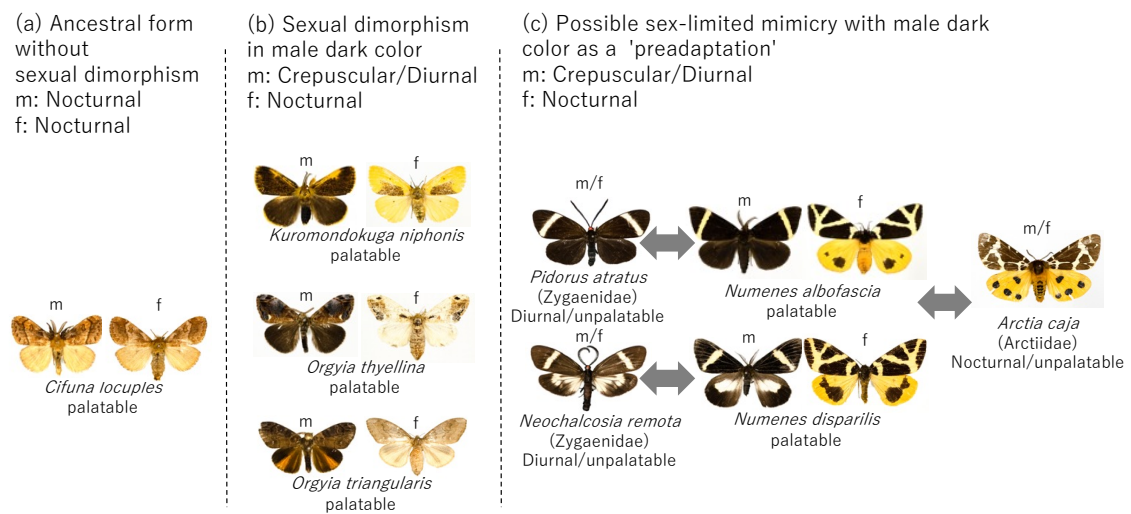 (a) Ancestral form
without
sexual dimorphism
m: Nocturnal
f: Nocturnal
m
f
Cifuna locuples
palatable
(b) Sexual dimorphism
in male dark color
m: Crepuscular/Diurnal
f: Nocturnal
m
f
Kuromondokuga niphonis
palatable
Orgyia thyellina
palatable
m
f
Orgyia triangularis
palatable
(c) Possible sex-limited mimicry with male dark
color as a 'preadaptation'
m: Crepuscular/Diurnal
f: Nocturnal
m/f
Pidorus atratus
(Zygaenidae)
Diurnal/unpalatable
m
f
Numenes albofascia
palatable
m/f
Neochalcosia remota
(Zygaenidae)
Diurnal/unpalatable
m
f
Numenes disparilis
palatable
m/f
Arctia caja
(Arctiidae)
Nocturnal/unpalatable